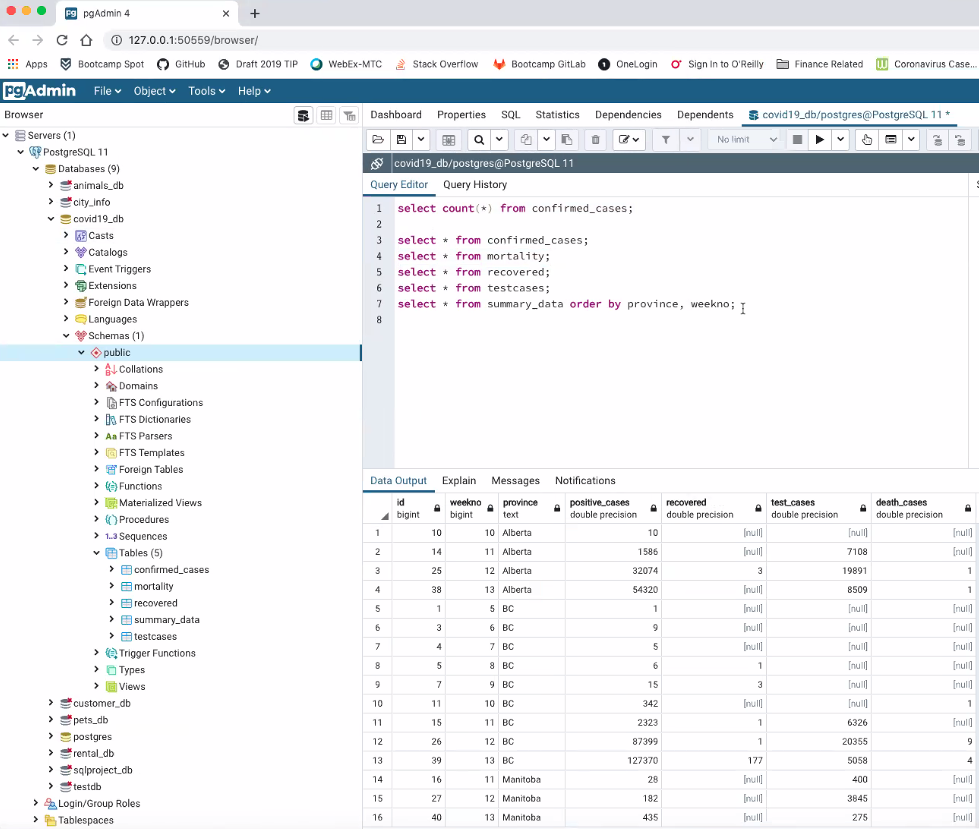 pgAdmin 4
127.0.0.1:50559/browser/
Apps Bootcamp Spot GitHub Draft 2019 TIP WebEx-MTC Stack Overflow Bootcamp GitLab OneLogin Sign In to O'Reilly Finance Related Coronavirus Case...
pgAdmin File Object Tools Help
Browser
Dashboard Properties SQL Statistics Dependencies Dependents covid19_db/postgres@PostgreSQL 11 *
Servers (1)
PostgreSQL 11
Databases (9)
animals_db
city_info
covid19_db
Casts
Catalogs
Event Triggers
Extensions
Foreign Data Wrappers
Languages
Schemas (1)
public
Collations
Domains
FTS Configurations
FTS Dictionaries
Aa FTS Parsers
FTS Templates
Foreign Tables
Functions
Materialized Views
Procedures
1..3 Sequences
Tables (5)
confirmed_cases
mortality
recovered
summary_data
testcases
Trigger Functions
Types
Views
customer_db
pets_db
postgres
rental_db
sqlproject_db
testdb
Login/Group Roles
Tablespaces
No limit
covid19_db/postgres@PostgreSQL 11
Query Editor Query History
1 select count(*) from confirmed_cases;
2
3 select * from confirmed_cases;
4 select * from mortality;
5 select * from recovered;
6 select * from testcases;
7 select * from summary_data order by province, weekno;
8
Data Output Explain Messages Notifications
id weekno province positive_cases recovered test_cases death_cases
bigint bigint text double precision double precision double precision double precision
1 10 10 Alberta 10 [null] [null] [null]
2 14 11 Alberta 1586 [null] 7108 [null]
3 25 12 Alberta 32074 3 19891 1
4 38 13 Alberta 54320 [null] 8509 1
5 1 5 BC 1 [null] [null] [null]
6 3 6 BC 9 [null] [null] [null]
7 4 7 BC 5 [null] [null] [null]
8 5 8 BC 6 1 [null] [null]
9 7 9 BC 15 3 [null] [null]
10 11 10 BC 342 [null] [null] 1
11 15 11 BC 2323 1 6326 [null]
12 26 12 BC 87399 1 20355 9
13 39 13 BC 127370 177 5058 4
14 16 11 Manitoba 28 [null] 400 [null]
15 27 12 Manitoba 182 [null] 3845 [null]
16 40 13 Manitoba 435 [null] 275 [null]